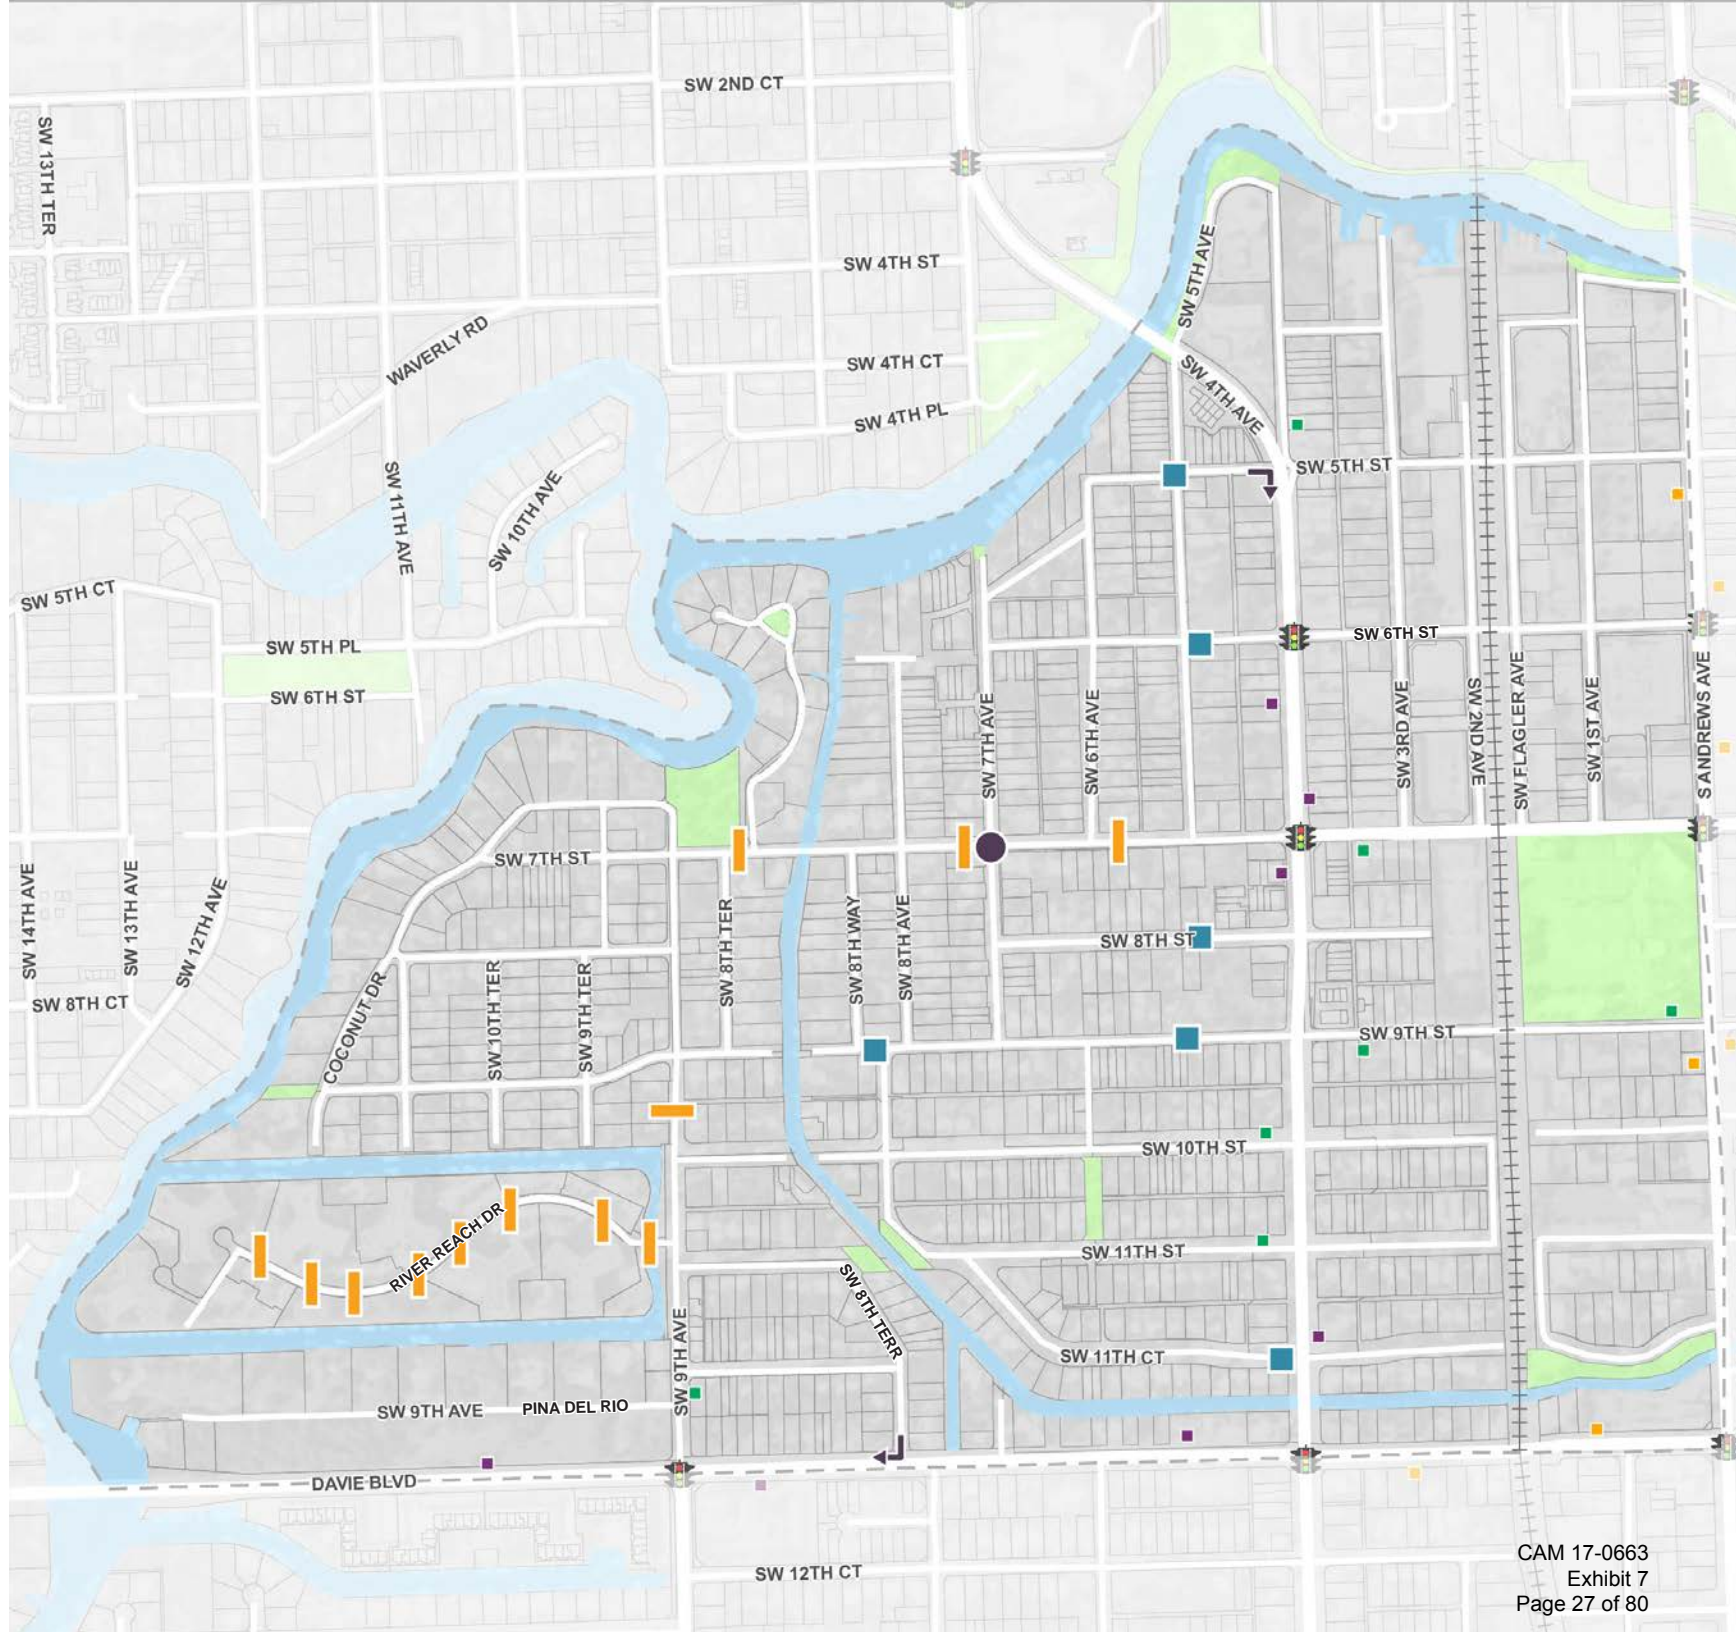 SW 2ND CT
SW 13TH TER
SW 4TH ST
SW 5TH AVE
WAVERLY RD
SW 4TH CT
SW 4TH AVE
SW 4TH PL
SW 5TH ST
SW 11TH AVE
SW 10TH AVE
SW 5TH CT
SW 5TH PL
SW 6TH ST
SW 6TH ST
SW 7TH AVE
SW 6TH AVE
SW 3RD AVE
SW 2ND AVE
SW FLAGLER AVE
SW 1ST AVE
S ANDREWS AVE
SW 7TH ST
SW 14TH AVE
SW 13TH AVE
SW 12TH AVE
SW 8TH TER
SW 8TH WAY
SW 8TH AVE
SW 8TH ST
SW 8TH CT
COCONUT DR
SW 10TH TER
SW 9TH TER
SW 9TH ST
SW 10TH ST
RIVER REACH DR
SW 11TH ST
SW 8TH TERR
SW 9TH AVE
SW 11TH CT
SW 9TH AVE
PINA DEL RIO
DAVIE BLVD
SW 12TH CT
CAM 17-0663
Exhibit 7
Page 27 of 80